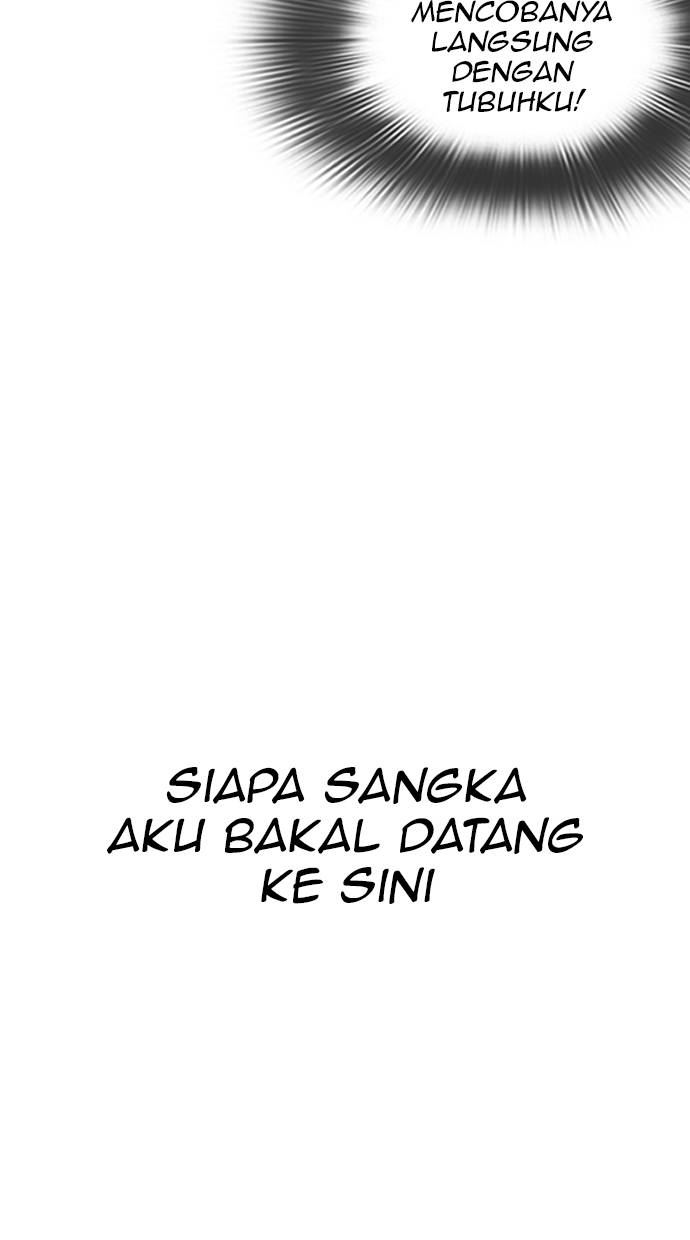 MENCOBANYA
LANGSUNG
DENGAN
TUBUHKU!
SIAPA SANGKA
AKU BAKAL DATANG
KE SINI